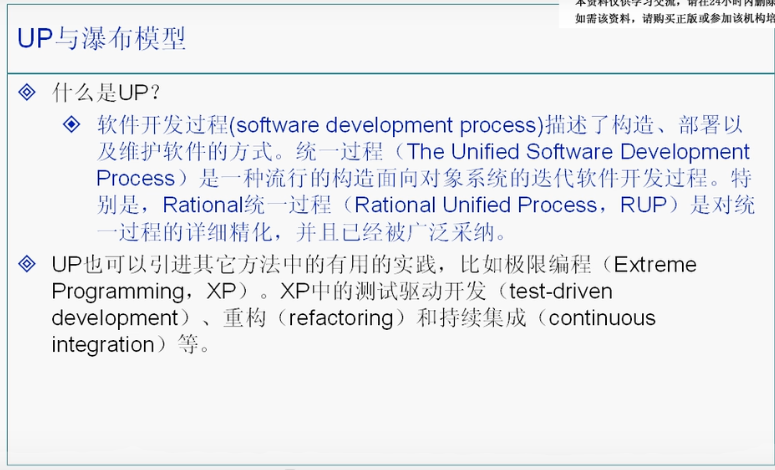 本资料仅供学习交流，请在24小时内删除
如需该资料，请购买正版或参加该机构培
UP与瀑布模型
什么是UP？
软件开发过程(software development process)描述了构造、部署以
及维护软件的方式。统一过程（The Unified Software Development
Process）是一种流行的构造面向对象系统的迭代软件开发过程。特
别是，Rational统一过程（Rational Unified Process，RUP）是对统
一过程的详细精化，并且已经被广泛采纳。
UP也可以引进其它方法中的有用的实践，比如极限编程（Extreme
Programming，XP）。XP中的测试驱动开发（test-driven
development）、重构（refactoring）和持续集成（continuous
integration）等。